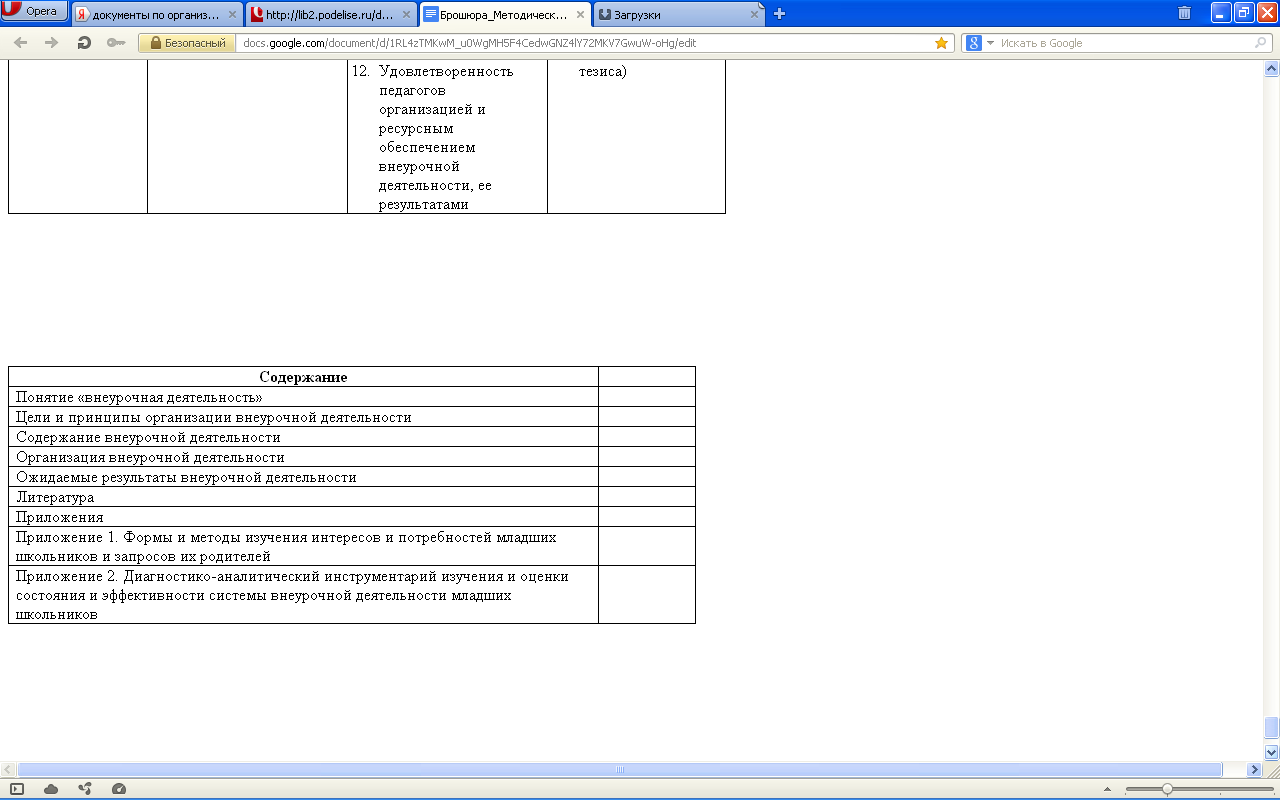 Opera
документы по организ...
http://lib2.podelise.ru/d...
Брошюра_Методическ...
Загрузки
Безопасный
docs.google.com/document/d/1RL4zTMKwM_u0WgMH5F4CedwGNZ4lY72MKV7GwuW-oHg/edit
Искать в Google
12. Удовлетворенность
педагогов
организацией и
ресурсным
обеспечением
внеурочной
деятельности, ее
результатами
тезиса)
Содержание
Понятие «внеурочная деятельность»
Цели и принципы организации внеурочной деятельности
Содержание внеурочной деятельности
Организация внеурочной деятельности
Ожидаемые результаты внеурочной деятельности
Литература
Приложения
Приложение 1. Формы и методы изучения интересов и потребностей младших
школьников и запросов их родителей
Приложение 2. Диагностико-аналитический инструментарий изучения и оценки
состояния и эффективности системы внеурочной деятельности младших
школьников